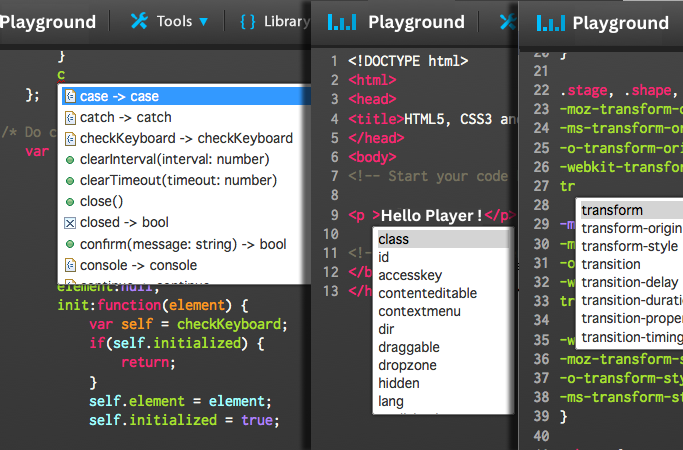 Playground
Tools ▼
{ } Library
}
c
};
case -> case
catch -> catch
checkKeyboard -> checkKeyboard
clearInterval(interval: number)
clearTimeout(timeout: number)
close()
closed -> bool
confirm(message: string) -> bool
console -> console
/* Do c
var
element:null,
init:function(element) {
var self = checkKeyboard;
if(self.initialized) {
return;
}
self.element = element;
self.initialized = true;
Playground
1 <!DOCTYPE html>
2 <html>
3 <head>
4 <title>HTML5, CSS3 an
5 </head>
6 <body>
7 <!-- Start your code
8
9 <p >Hello Player !</p>
10
11 <!-
12 </b
13 </h
class
id
accesskey
contenteditable
contextmenu
dir
draggable
dropzone
hidden
lang
Playground
20 }
21
22 .stage, .shape,
23 -moz-transform-o
24 -ms-transform-or
25 -o-transform-ori
26 -webkit-transfor
27 tr
28
29 -m
30 -m
31 -o
32 -w
33 tr
34
35 -w
36 -moz-transform-s
37 -o-transform-sty
38 -ms-transform-st
39 }
40
transform
transform-origin
transform-style
transition
transition-delay
transition-duratio
transition-proper
transition-timing